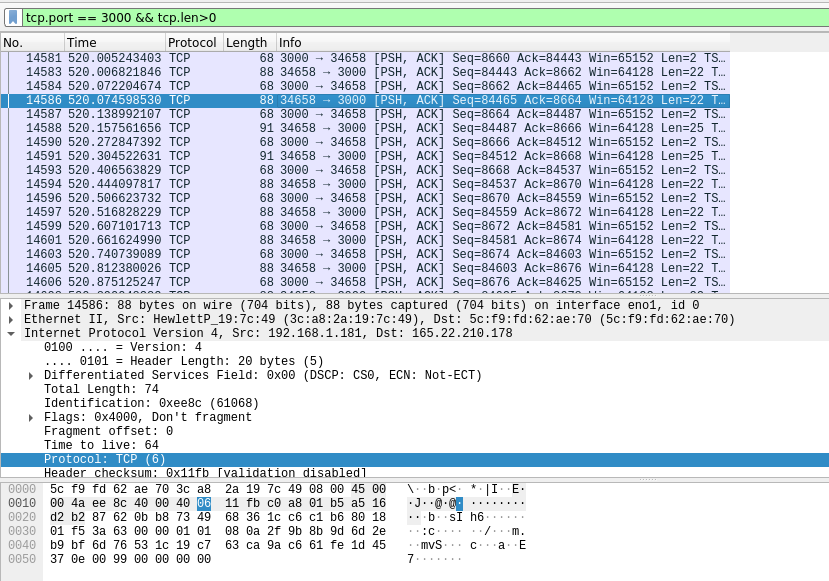 tcp.port == 3000 && tcp.len>0
No. Time Protocol Length Info
14581 520.005243403 TCP 68 3000 → 34658 [PSH, ACK] Seq=8660 Ack=84443 Win=65152 Len=2 TS…
14583 520.006821846 TCP 88 34658 → 3000 [PSH, ACK] Seq=84443 Ack=8662 Win=64128 Len=22 T…
14584 520.072204674 TCP 68 3000 → 34658 [PSH, ACK] Seq=8662 Ack=84465 Win=65152 Len=2 TS…
14586 520.074598530 TCP 88 34658 → 3000 [PSH, ACK] Seq=84465 Ack=8664 Win=64128 Len=22 T…
14587 520.138992107 TCP 68 3000 → 34658 [PSH, ACK] Seq=8664 Ack=84487 Win=65152 Len=2 TS…
14588 520.157561656 TCP 91 34658 → 3000 [PSH, ACK] Seq=84487 Ack=8666 Win=64128 Len=25 T…
14590 520.272847392 TCP 68 3000 → 34658 [PSH, ACK] Seq=8666 Ack=84512 Win=65152 Len=2 TS…
14591 520.304522631 TCP 91 34658 → 3000 [PSH, ACK] Seq=84512 Ack=8668 Win=64128 Len=25 T…
14593 520.406563829 TCP 68 3000 → 34658 [PSH, ACK] Seq=8668 Ack=84537 Win=65152 Len=2 TS…
14594 520.444097817 TCP 88 34658 → 3000 [PSH, ACK] Seq=84537 Ack=8670 Win=64128 Len=22 T…
14596 520.506623732 TCP 68 3000 → 34658 [PSH, ACK] Seq=8670 Ack=84559 Win=65152 Len=2 TS…
14597 520.516828229 TCP 88 34658 → 3000 [PSH, ACK] Seq=84559 Ack=8672 Win=64128 Len=22 T…
14599 520.607101713 TCP 68 3000 → 34658 [PSH, ACK] Seq=8672 Ack=84581 Win=65152 Len=2 TS…
14601 520.661624990 TCP 88 34658 → 3000 [PSH, ACK] Seq=84581 Ack=8674 Win=64128 Len=22 T…
14603 520.740739089 TCP 68 3000 → 34658 [PSH, ACK] Seq=8674 Ack=84603 Win=65152 Len=2 TS…
14605 520.812380026 TCP 88 34658 → 3000 [PSH, ACK] Seq=84603 Ack=8676 Win=64128 Len=22 T…
14606 520.875125247 TCP 68 3000 → 34658 [PSH, ACK] Seq=8676 Ack=84625 Win=65152 Len=2 TS…
Frame 14586: 88 bytes on wire (704 bits), 88 bytes captured (704 bits) on interface eno1, id 0
Ethernet II, Src: HewlettP_19:7c:49 (3c:a8:2a:19:7c:49), Dst: 5c:f9:fd:62:ae:70 (5c:f9:fd:62:ae:70)
Internet Protocol Version 4, Src: 192.168.1.181, Dst: 165.22.210.178
0100 .... = Version: 4
.... 0101 = Header Length: 20 bytes (5)
Differentiated Services Field: 0x00 (DSCP: CS0, ECN: Not-ECT)
Total Length: 74
Identification: 0xee8c (61068)
Flags: 0x4000, Don't fragment
Fragment offset: 0
Time to live: 64
Protocol: TCP (6)
Header checksum: 0x11fb [validation disabled]
0000 5c f9 fd 62 ae 70 3c a8 2a 19 7c 49 08 00 45 00 \··b·p<· *·|I··E·
0010 00 4a ee 8c 40 00 40 06 11 fb c0 a8 01 b5 a5 16 ·J··@·@· ········
0020 d2 b2 87 62 0b b8 73 49 68 36 1c c6 c1 b6 80 18 ···b··sI h6······
0030 01 f5 3a 63 00 00 01 01 08 0a 2f 9b 8b 9d 6d 2e ··:c···· ··/···m.
0040 b9 bf 6d 76 53 1c 19 c7 63 ca 9a c6 61 fe 1d 45 ··mvS··· c···a··E
0050 37 0e 00 99 00 00 00 00 7·······